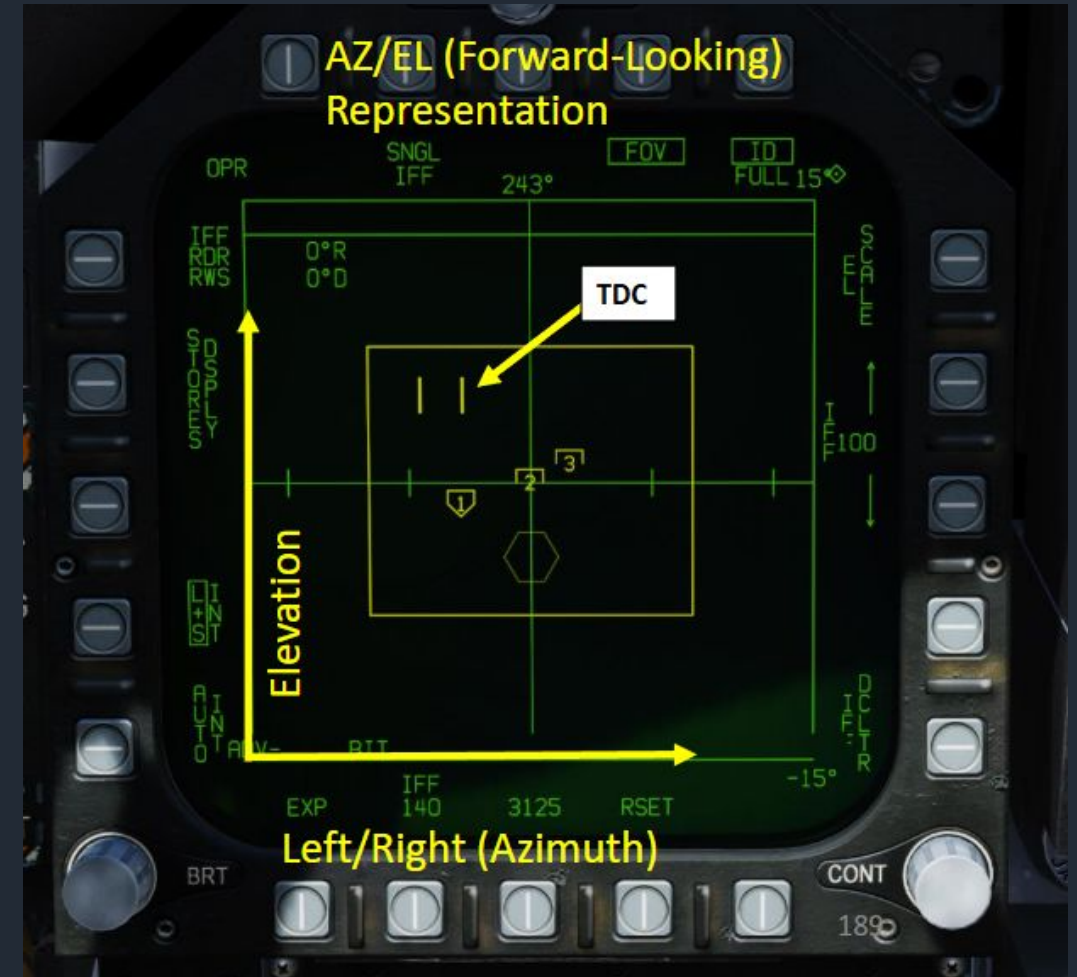 AZ/EL (Forward-Looking)
Representation
OPR
SNGL
IFF
FOV
ID
FULL 15°
243°
IFF
RDR
RWS
0°R
0°D
TDC
SCALE
EL
STORES
DSPLYS
IFF
100
3
2
1
Elevation
L+S
INT
AUTO
INT
ADV-
BIT
DCLTR
-15°
EXP
IFF
140
3125
RSET
Left/Right (Azimuth)
BRT
CONT
189